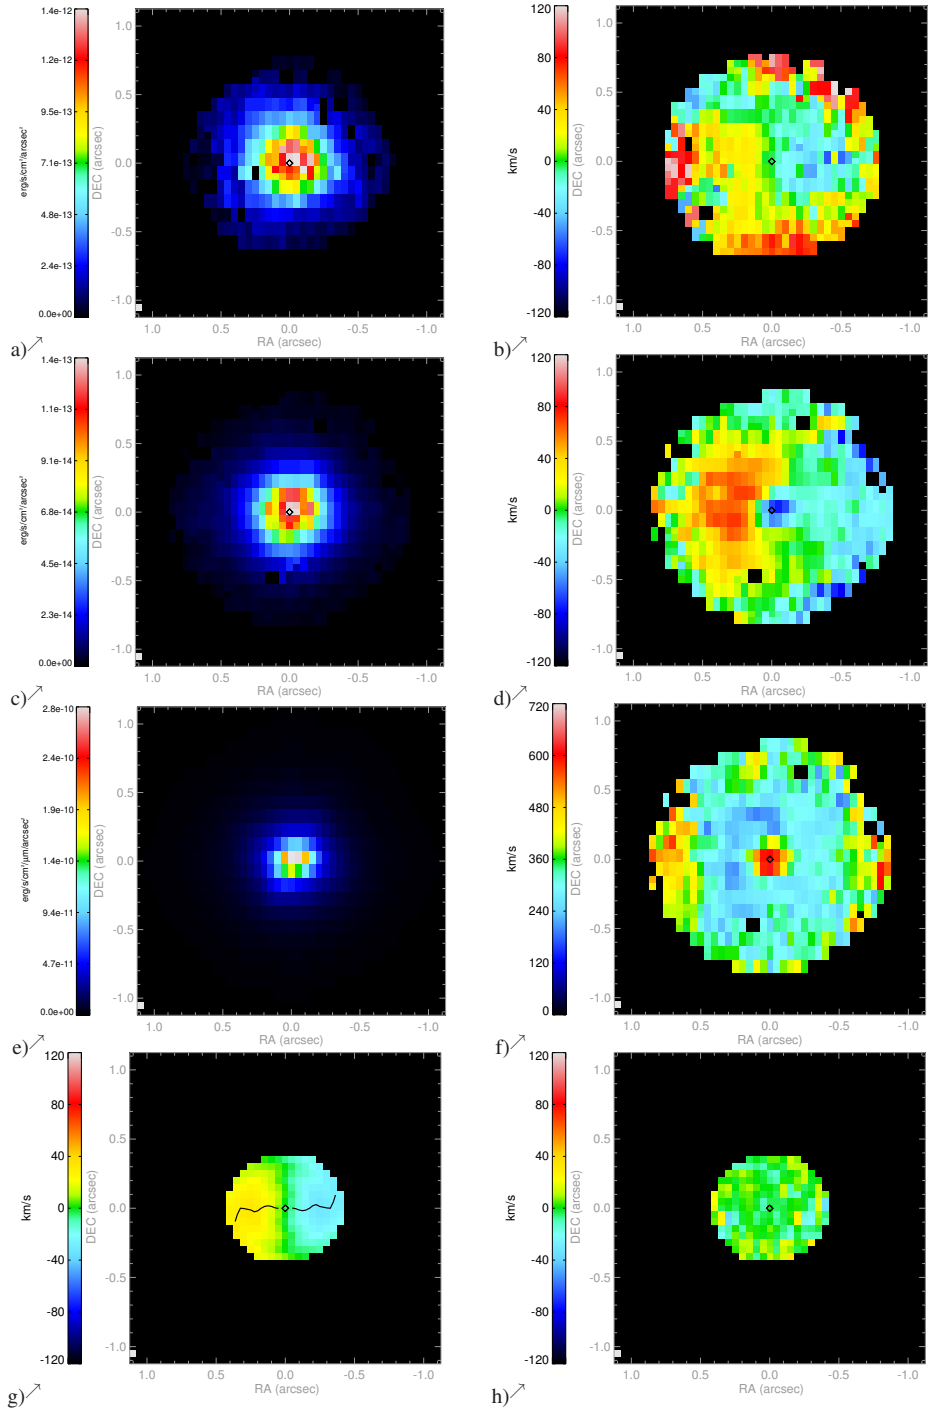 1.4e-12
1.2e-12
9.5e-13
7.1e-13
4.8e-13
2.4e-13
0.0e+00
erg/s/cm²/arcsec²
DEC (arcsec)
1.0
0.5
0.0
-0.5
-1.0
1.0 0.5 0.0 -0.5 -1.0
RA (arcsec)
a)↗
120
80
40
0
-40
-80
-120
km/s
DEC (arcsec)
1.0
0.5
0.0
-0.5
-1.0
1.0 0.5 0.0 -0.5 -1.0
RA (arcsec)
b)↗
1.4e-13
1.1e-13
9.1e-14
6.8e-14
4.5e-14
2.3e-14
0.0e+00
erg/s/cm²/arcsec²
DEC (arcsec)
1.0
0.5
0.0
-0.5
-1.0
1.0 0.5 0.0 -0.5 -1.0
RA (arcsec)
c)↗
120
80
40
0
-40
-80
-120
km/s
DEC (arcsec)
1.0
0.5
0.0
-0.5
-1.0
1.0 0.5 0.0 -0.5 -1.0
RA (arcsec)
d)↗
2.8e-10
2.4e-10
1.9e-10
1.4e-10
9.4e-11
4.7e-11
0.0e+00
erg/s/cm²/µm/arcsec²
DEC (arcsec)
1.0
0.5
0.0
-0.5
-1.0
1.0 0.5 0.0 -0.5 -1.0
RA (arcsec)
e)↗
720
600
480
360
240
120
0
km/s
DEC (arcsec)
1.0
0.5
0.0
-0.5
-1.0
1.0 0.5 0.0 -0.5 -1.0
RA (arcsec)
f)↗
120
80
40
0
-40
-80
-120
km/s
DEC (arcsec)
1.0
0.5
0.0
-0.5
-1.0
1.0 0.5 0.0 -0.5 -1.0
RA (arcsec)
g)↗
120
80
40
0
-40
-80
-120
km/s
DEC (arcsec)
1.0
0.5
0.0
-0.5
-1.0
1.0 0.5 0.0 -0.5 -1.0
RA (arcsec)
h)↗